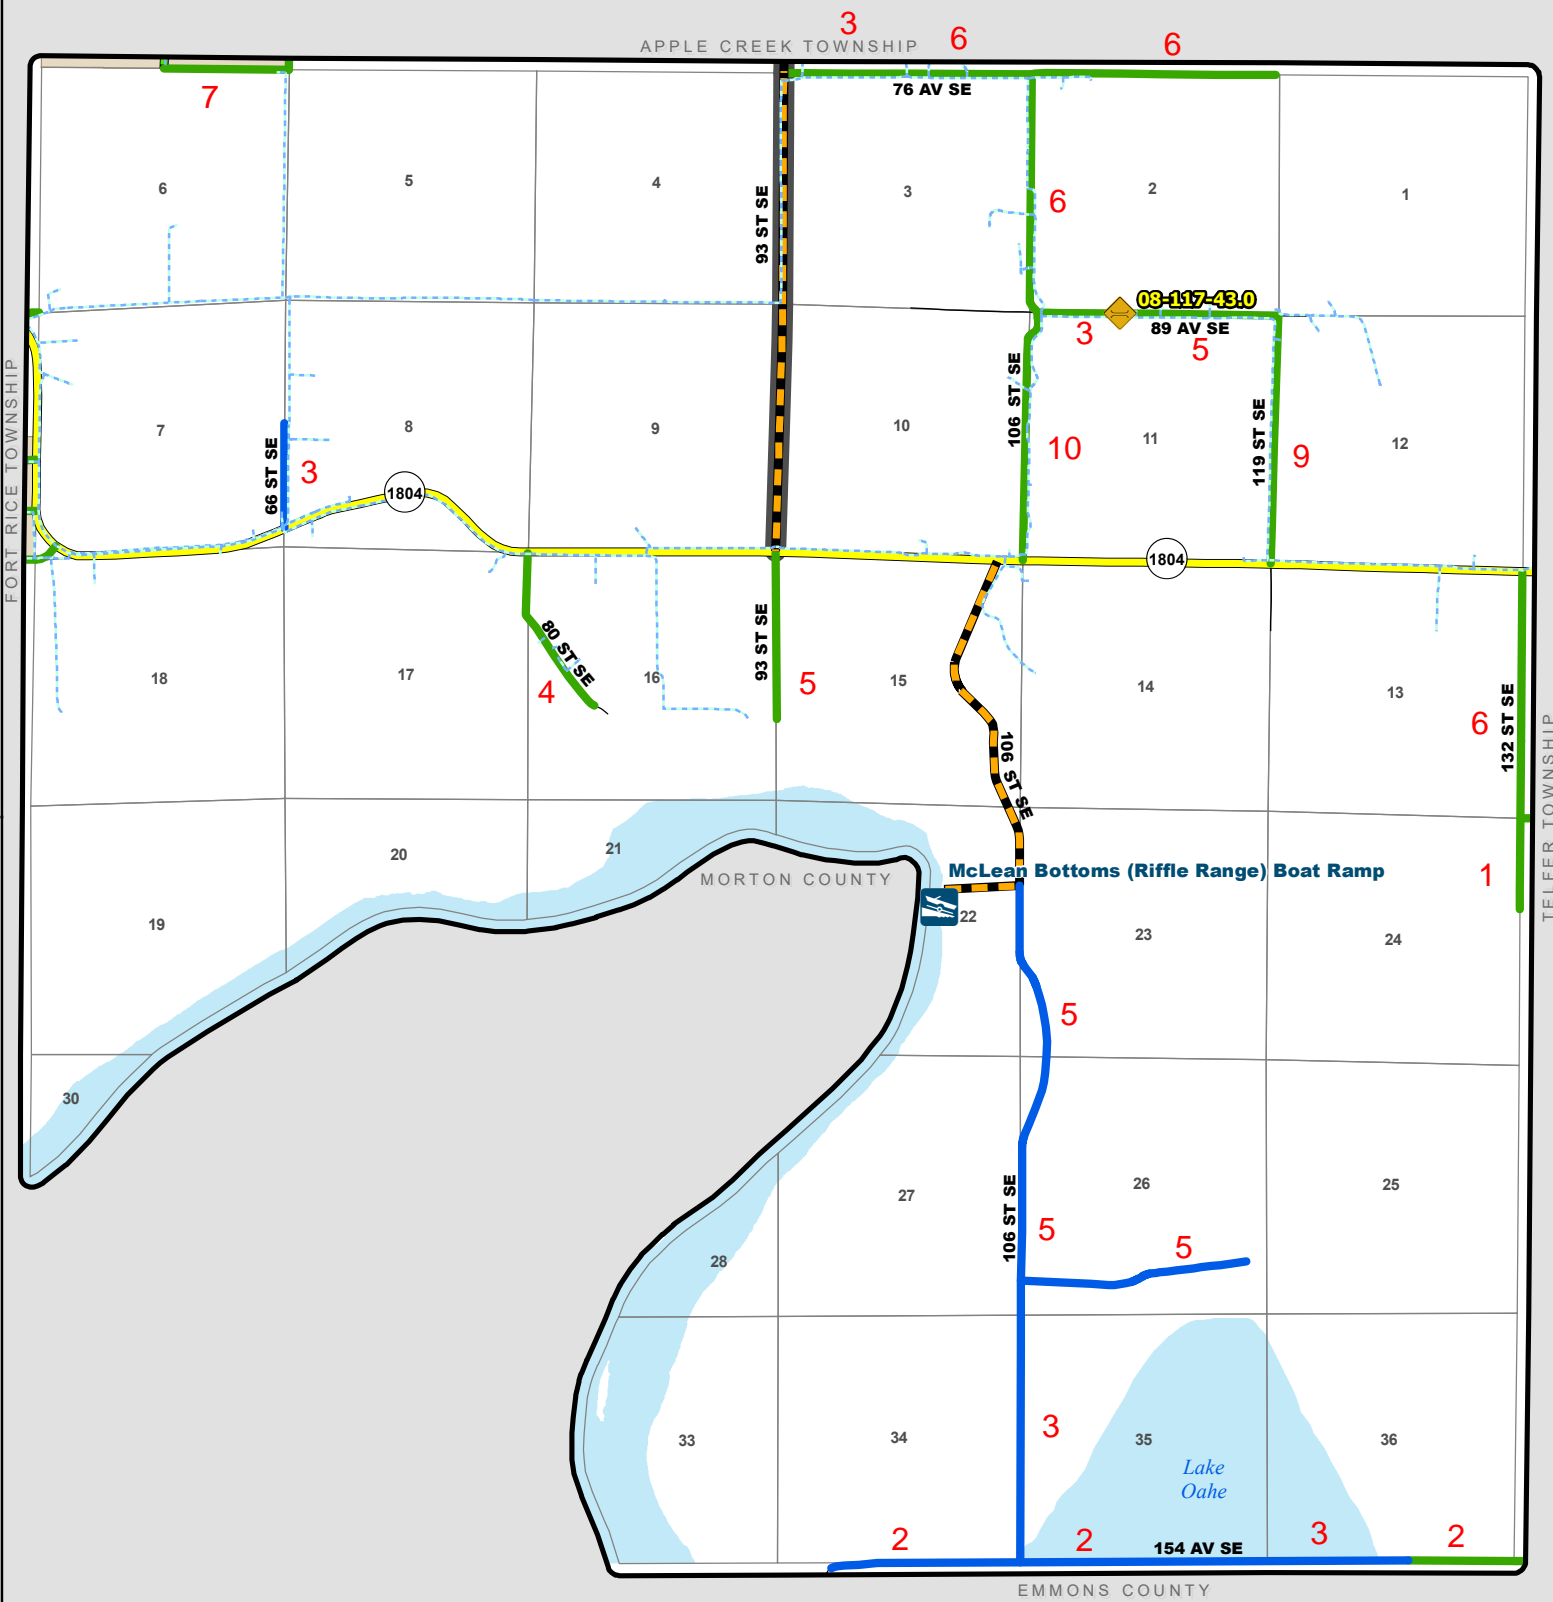 3
6
6
APPLE CREEK TOWNSHIP
76 AV SE
7
6
5
4
3
2
1
93 ST SE
6
08-117-43.0
89 AV SE
3
5
FORT RICE TOWNSHIP
7
8
9
10
11
12
66 ST SE
3
106 ST SE
10
119 ST SE
9
1804
1804
80 ST SE
4
93 ST SE
5
18
17
16
15
14
13
106 ST SE
6
132 ST SE
TELFER TOWNSHIP
19
20
21
MORTON COUNTY
McLean Bottoms (Riffle Range) Boat Ramp
1
22
23
24
5
30
27
26
25
106 ST SE
5
5
28
33
34
3
35
36
Lake
Oahe
2
2
154 AV SE
3
2
EMMONS COUNTY